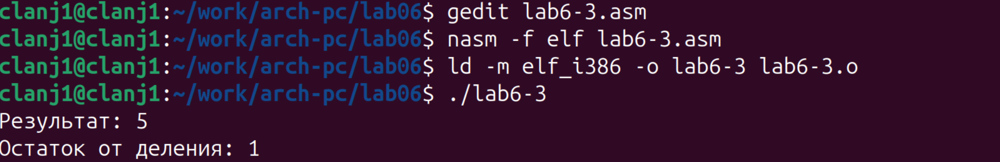 clanj1@clanj1:~/work/arch-pc/lab06$ gedit lab6-3.asm
clanj1@clanj1:~/work/arch-pc/lab06$ nasm -f elf lab6-3.asm
clanj1@clanj1:~/work/arch-pc/lab06$ ld -m elf_i386 -o lab6-3 lab6-3.o
clanj1@clanj1:~/work/arch-pc/lab06$ ./lab6-3
Результат: 5
Остаток от деления: 1